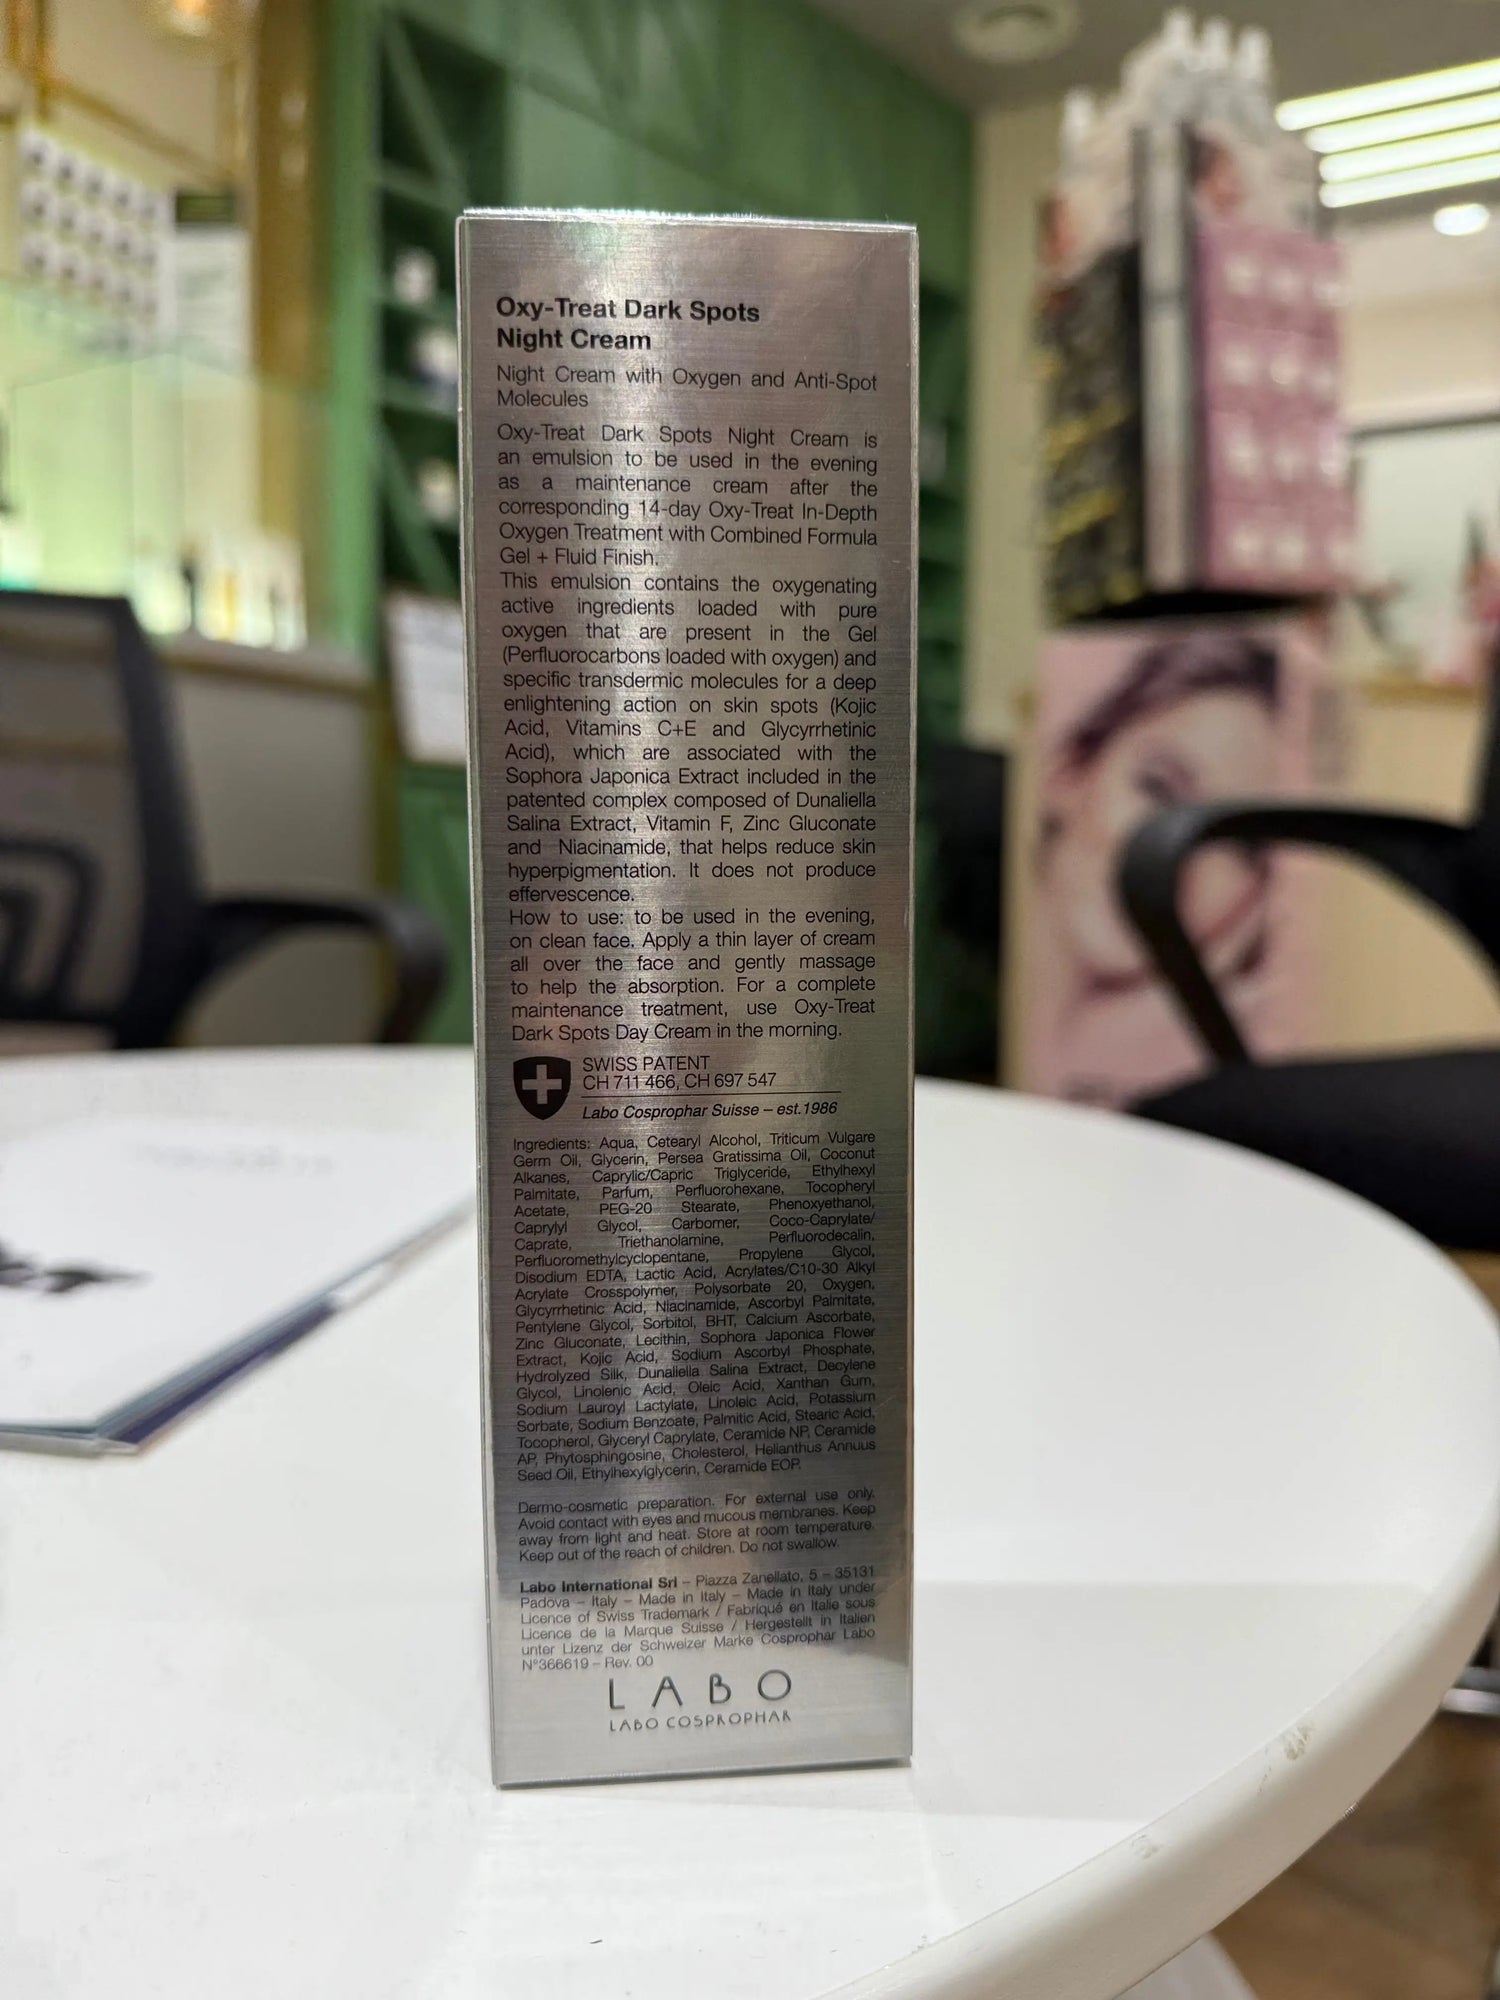 Oxy-Treat Dark Spots
Night Cream
Night Cream with Oxygen and Anti-Spot
Molecules
Oxy-Treat Dark Spots Night Cream is
an emulsion to be used in the evening
as a maintenance cream after the
corresponding 14-day Oxy-Treat In-Depth
Oxygen Treatment with Combined Formula
Gel + Fluid Finish.
This emulsion contains the oxygenating
active ingredients loaded with pure
oxygen that are present in the Gel
(Perfluorocarbons loaded with oxygen) and
specific transdermic molecules for a deep
enlightening action on skin spots (Kojic
Acid, Vitamins C+E and Glycyrrhetinic
Acid), which are associated with the
Sophora Japonica Extract included in the
patented complex composed of Dunaliella
Salina Extract, Vitamin F, Zinc Gluconate
and Niacinamide, that helps reduce skin
hyperpigmentation. It does not produce
effervescence.
How to use: to be used in the evening,
on clean face. Apply a thin layer of cream
all over the face and gently massage
to help the absorption. For a complete
maintenance treatment, use Oxy-Treat
Dark Spots Day Cream in the morning.
SWISS PATENT
CH 711 466, CH 697 547
Labo Cosprophar Suisse – est.1986
Ingredients: Aqua, Cetearyl Alcohol, Triticum Vulgare
Germ Oil, Glycerin, Persea Gratissima Oil, Coconut
Alkanes, Caprylic/Capric Triglyceride, Ethylhexyl
Palmitate, Parfum, Perfluorohexane, Tocopheryl
Acetate, PEG-20 Stearate, Phenoxyethanol,
Caprylyl Glycol, Carbomer, Coco-Caprylate/
Caprate, Triethanolamine, Perfluorodecalin,
Perfluoromethylcyclopentane, Propylene Glycol,
Disodium EDTA, Lactic Acid, Acrylates/C10-30 Alkyl
Acrylate Crosspolymer, Polysorbate 20, Oxygen,
Glycyrrhetinic Acid, Niacinamide, Ascorbyl Palmitate,
Pentylene Glycol, Sorbitol, BHT, Calcium Ascorbate,
Zinc Gluconate, Lecithin, Sophora Japonica Flower
Extract, Kojic Acid, Sodium Ascorbyl Phosphate,
Hydrolyzed Silk, Dunaliella Salina Extract, Decylene
Glycol, Linolenic Acid, Oleic Acid, Xanthan Gum,
Sodium Lauroyl Lactylate, Linoleic Acid, Potassium
Sorbate, Sodium Benzoate, Palmitic Acid, Stearic Acid,
Tocopherol, Glyceryl Caprylate, Ceramide NP, Ceramide
AP, Phytosphingosine, Cholesterol, Helianthus Annuus
Seed Oil, Ethylhexylglycerin, Ceramide EOP.
Dermo-cosmetic preparation. For external use only.
Avoid contact with eyes and mucous membranes. Keep
away from light and heat. Store at room temperature.
Keep out of the reach of children. Do not swallow.
Labo International Srl – Piazza Zanellato, 5 – 35131
Padova – Italy – Made in Italy – Made in Italy under
Licence of Swiss Trademark / Fabriqué en Italie sous
Licence de la Marque Suisse / Hergestellt in Italien
unter Lizenz der Schweizer Marke Cosprophar Labo
N°366619 – Rev. 00
LABO
LABO COSPROPHAR